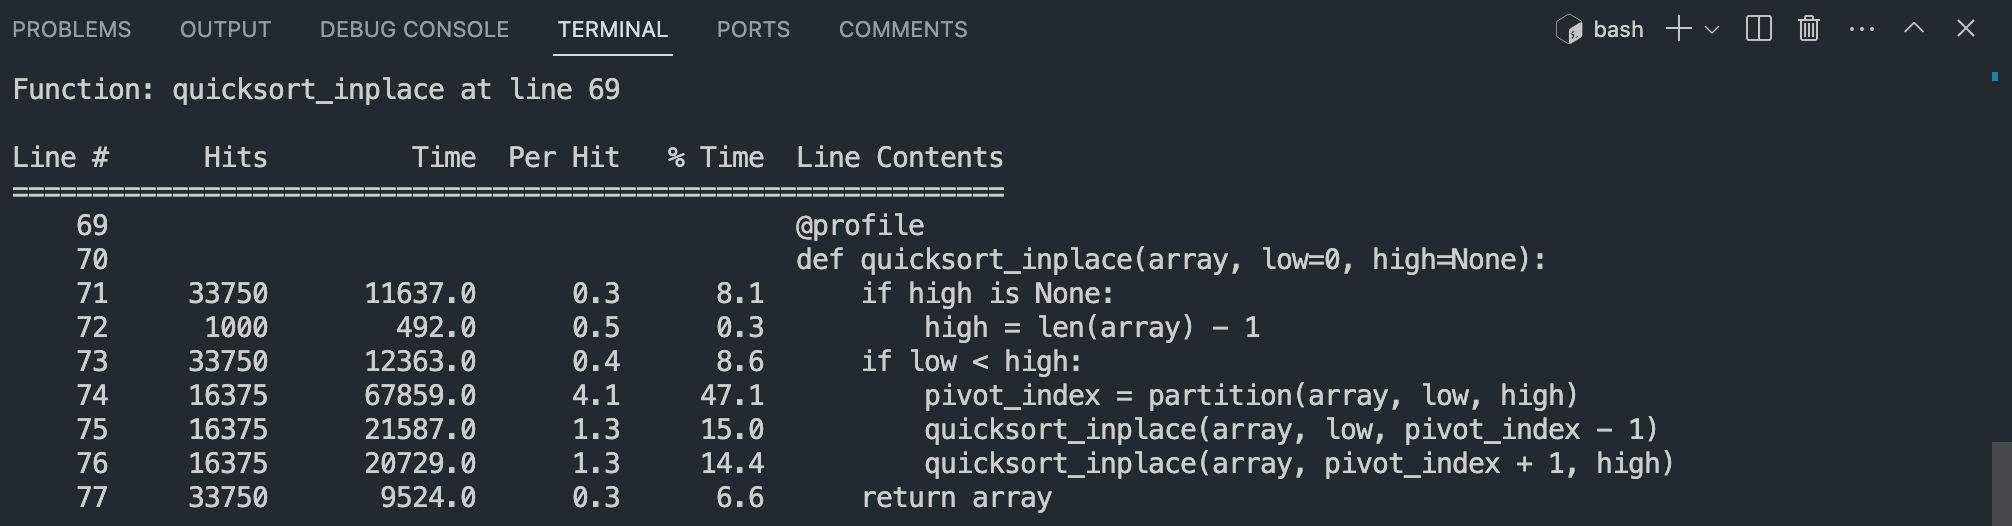 PROBLEMS OUTPUT DEBUG CONSOLE TERMINAL PORTS COMMENTS bash
Function: quicksort_inplace at line 69
Line #      Hits         Time  Per Hit   % Time  Line Contents
==============================================================
    69                                           @profile
    70                                           def quicksort_inplace(array, low=0, high=None):
    71     33750      11637.0      0.3      8.1      if high is None:
    72      1000        492.0      0.5      0.3          high = len(array) - 1
    73     33750      12363.0      0.4      8.6      if low < high:
    74     16375      67859.0      4.1     47.1          pivot_index = partition(array, low, high)
    75     16375      21587.0      1.3     15.0          quicksort_inplace(array, low, pivot_index - 1)
    76     16375      20729.0      1.3     14.4          quicksort_inplace(array, pivot_index + 1, high)
    77     33750       9524.0      0.3      6.6      return array